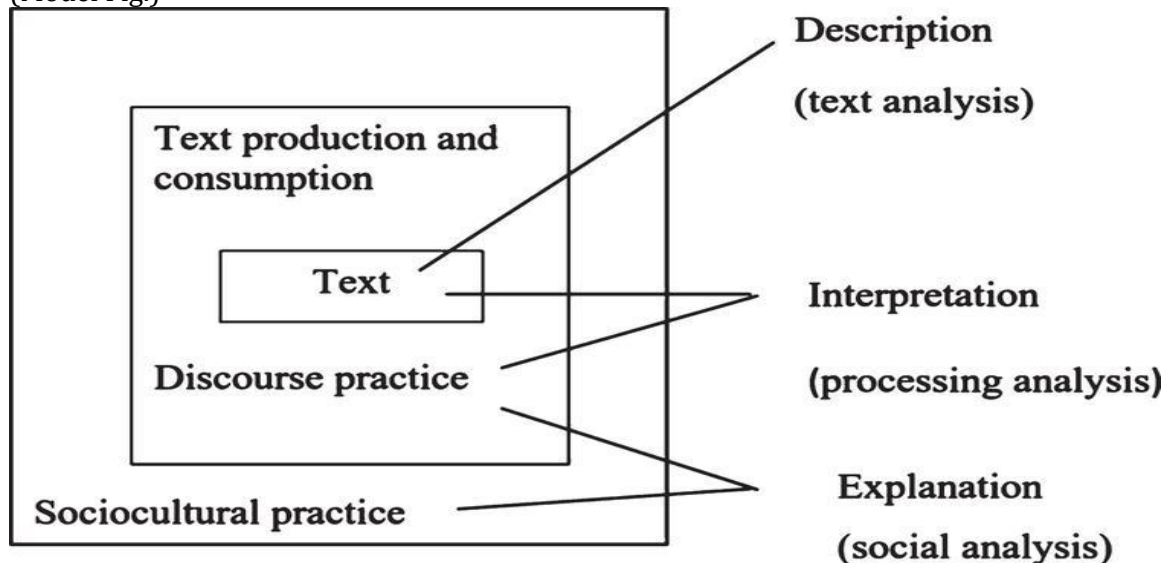 Description
(text analysis)
Text production and
consumption
Text
Interpretation
Discourse practice
(processing analysis)
Explanation
Sociocultural practice
(social analysis)